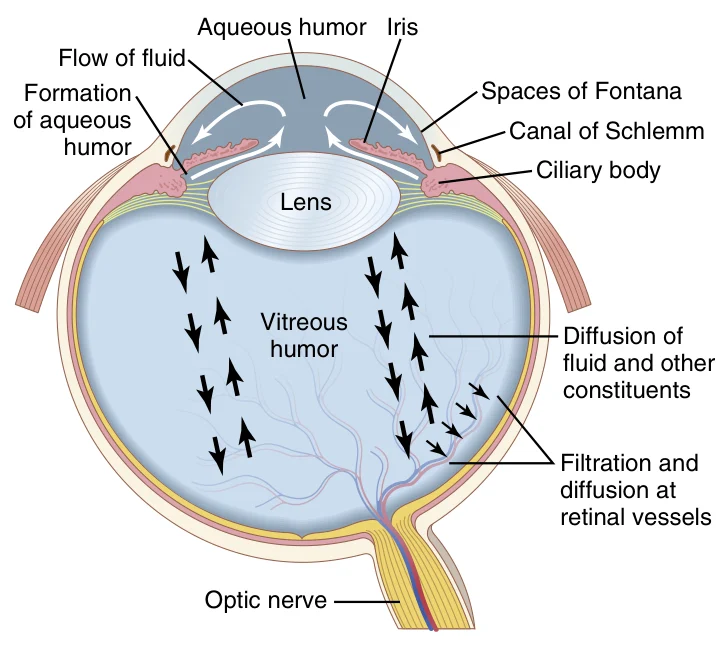 Aqueous humor
Iris
Flow of fluid
Formation
of aqueous
humor
Spaces of Fontana
Canal of Schlemm
Ciliary body
Lens
Vitreous
humor
Diffusion of
fluid and other
constituents
Filtration and
diffusion at
retinal vessels
Optic nerve